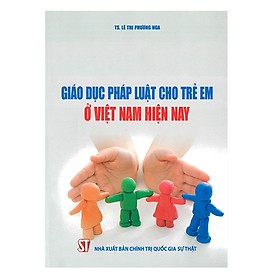 TS. LÊ THỊ PHƯƠNG NGA
GIÁO DỤC PHÁP LUẬT CHO TRẺ EM
Ở VIỆT NAM HIỆN NAY
ST
NHÀ XUẤT BẢN CHÍNH TRỊ QUỐC GIA SỰ THẬT